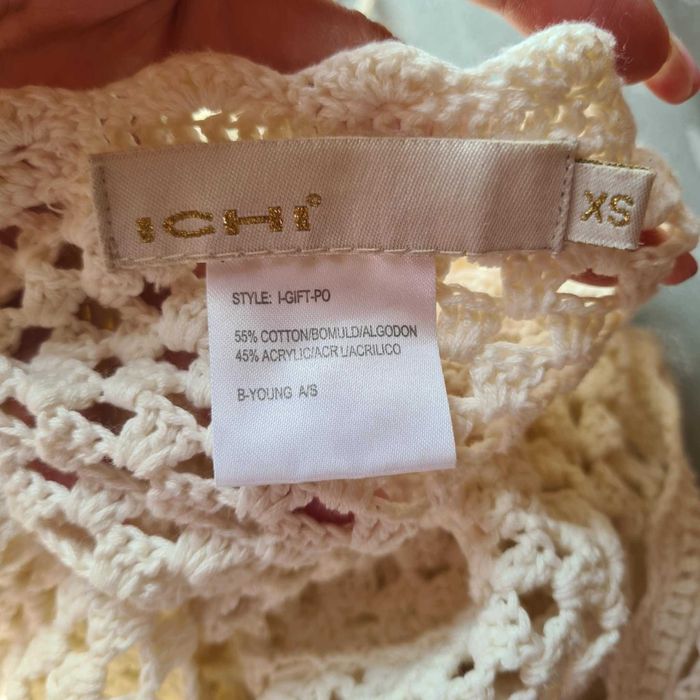 ICHI®
XS
STYLE: I-GIFT-PO
55% COTTON/BOMULD/ALGODON
45% ACRYLIC/ACRYL/ACRILICO
B-YOUNG A/S